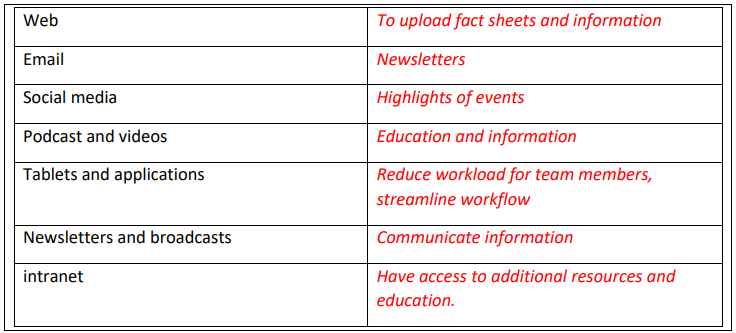 Web To upload fact sheets and information
Email Newsletters
Social media Highlights of events
Podcast and videos Education and information
Tablets and applications Reduce workload for team members,
streamline workflow
Newsletters and broadcasts Communicate information
intranet Have access to additional resources and
education.